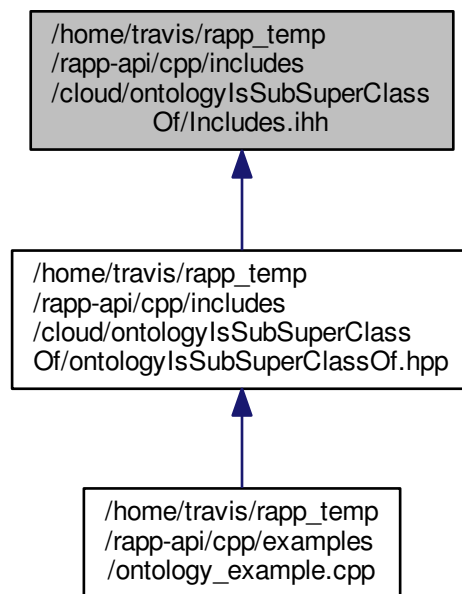 /home/travis/rapp_temp
/rapp-api/cpp/includes
/cloud/ontologyIsSubSuperClass
Of/Includes.ihh
/home/travis/rapp_temp
/rapp-api/cpp/includes
/cloud/ontologyIsSubSuperClass
Of/ontologyIsSubSuperClassOf.hpp
/home/travis/rapp_temp
/rapp-api/cpp/examples
/ontology_example.cpp